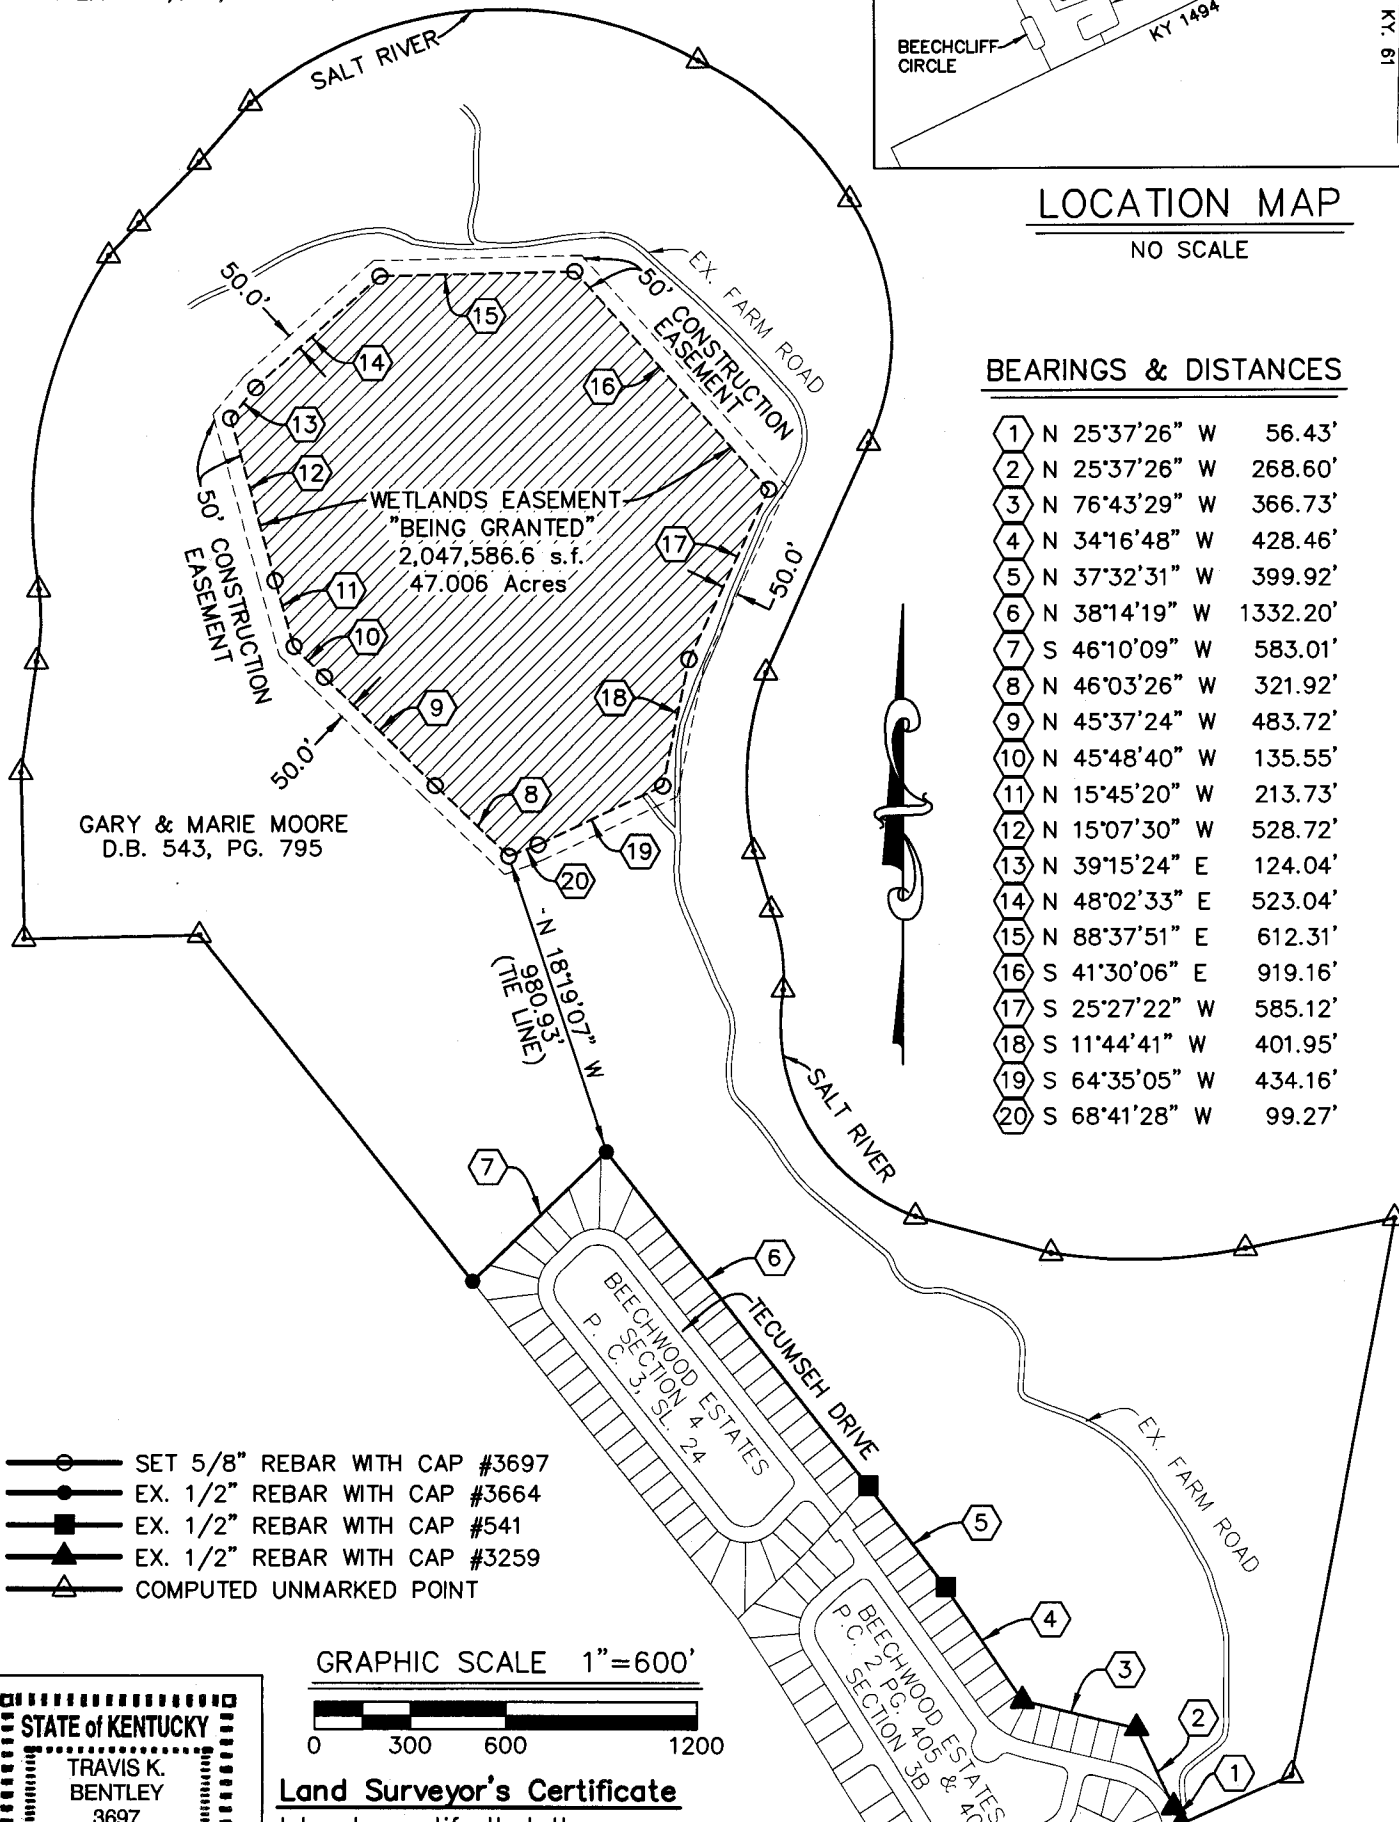 SALT RIVER
BEECHCLIFF
CIRCLE
KY 1494
KY. 61
LOCATION MAP
NO SCALE
EX. FARM ROAD
50' CONSTRUCTION
EASEMENT
50.0'
15
14
16
13
12
WETLANDS EASEMENT
"BEING GRANTED"
2,047,586.6 s.f.
47.006 Acres
17
50.0'
50' CONSTRUCTION
EASEMENT
11
10
18
9
50.0'
8
19
20
GARY & MARIE MOORE
D.B. 543, PG. 795
N 18°19'07" W
980.93'
(TIE LINE)
BEARINGS & DISTANCES
1 N 25°37'26" W 56.43'
2 N 25°37'26" W 268.60'
3 N 76°43'29" W 366.73'
4 N 34°16'48" W 428.46'
5 N 37°32'31" W 399.92'
6 N 38°14'19" W 1332.20'
7 S 46°10'09" W 583.01'
8 N 46°03'26" W 321.92'
9 N 45°37'24" W 483.72'
10 N 45°48'40" W 135.55'
11 N 15°45'20" W 213.73'
12 N 15°07'30" W 528.72'
13 N 39°15'24" E 124.04'
14 N 48°02'33" E 523.04'
15 N 88°37'51" E 612.31'
16 S 41°30'06" E 919.16'
17 S 25°27'22" W 585.12'
18 S 11°44'41" W 401.95'
19 S 64°35'05" W 434.16'
20 S 68°41'28" W 99.27'
SALT RIVER
7
6
BEECHWOOD ESTATES
SECTION 4
P. C. 3, SL. 24
TECUMSEH DRIVE
EX. FARM ROAD
5
4
3
2
1
BEECHWOOD ESTATES
P.C. 2 PG. 405 &
SECTION 3B
SET 5/8" REBAR WITH CAP #3697
EX. 1/2" REBAR WITH CAP #3664
EX. 1/2" REBAR WITH CAP #541
EX. 1/2" REBAR WITH CAP #3259
COMPUTED UNMARKED POINT
GRAPHIC SCALE 1"=600'
0 300 600 1200
STATE of KENTUCKY
TRAVIS K.
BENTLEY
3697
Land Surveyor's Certificate